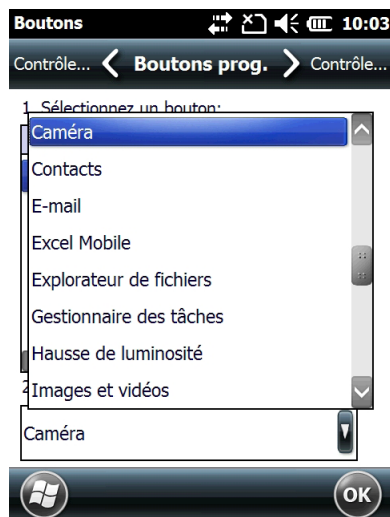 Boutons 10:03
Contrôle... Boutons prog. Contrôle...
1. Sélectionnez un bouton:
Caméra
Contacts
E-mail
Excel Mobile
Explorateur de fichiers
Gestionnaire des tâches
Hausse de luminosité
Images et vidéos
2
Caméra
OK